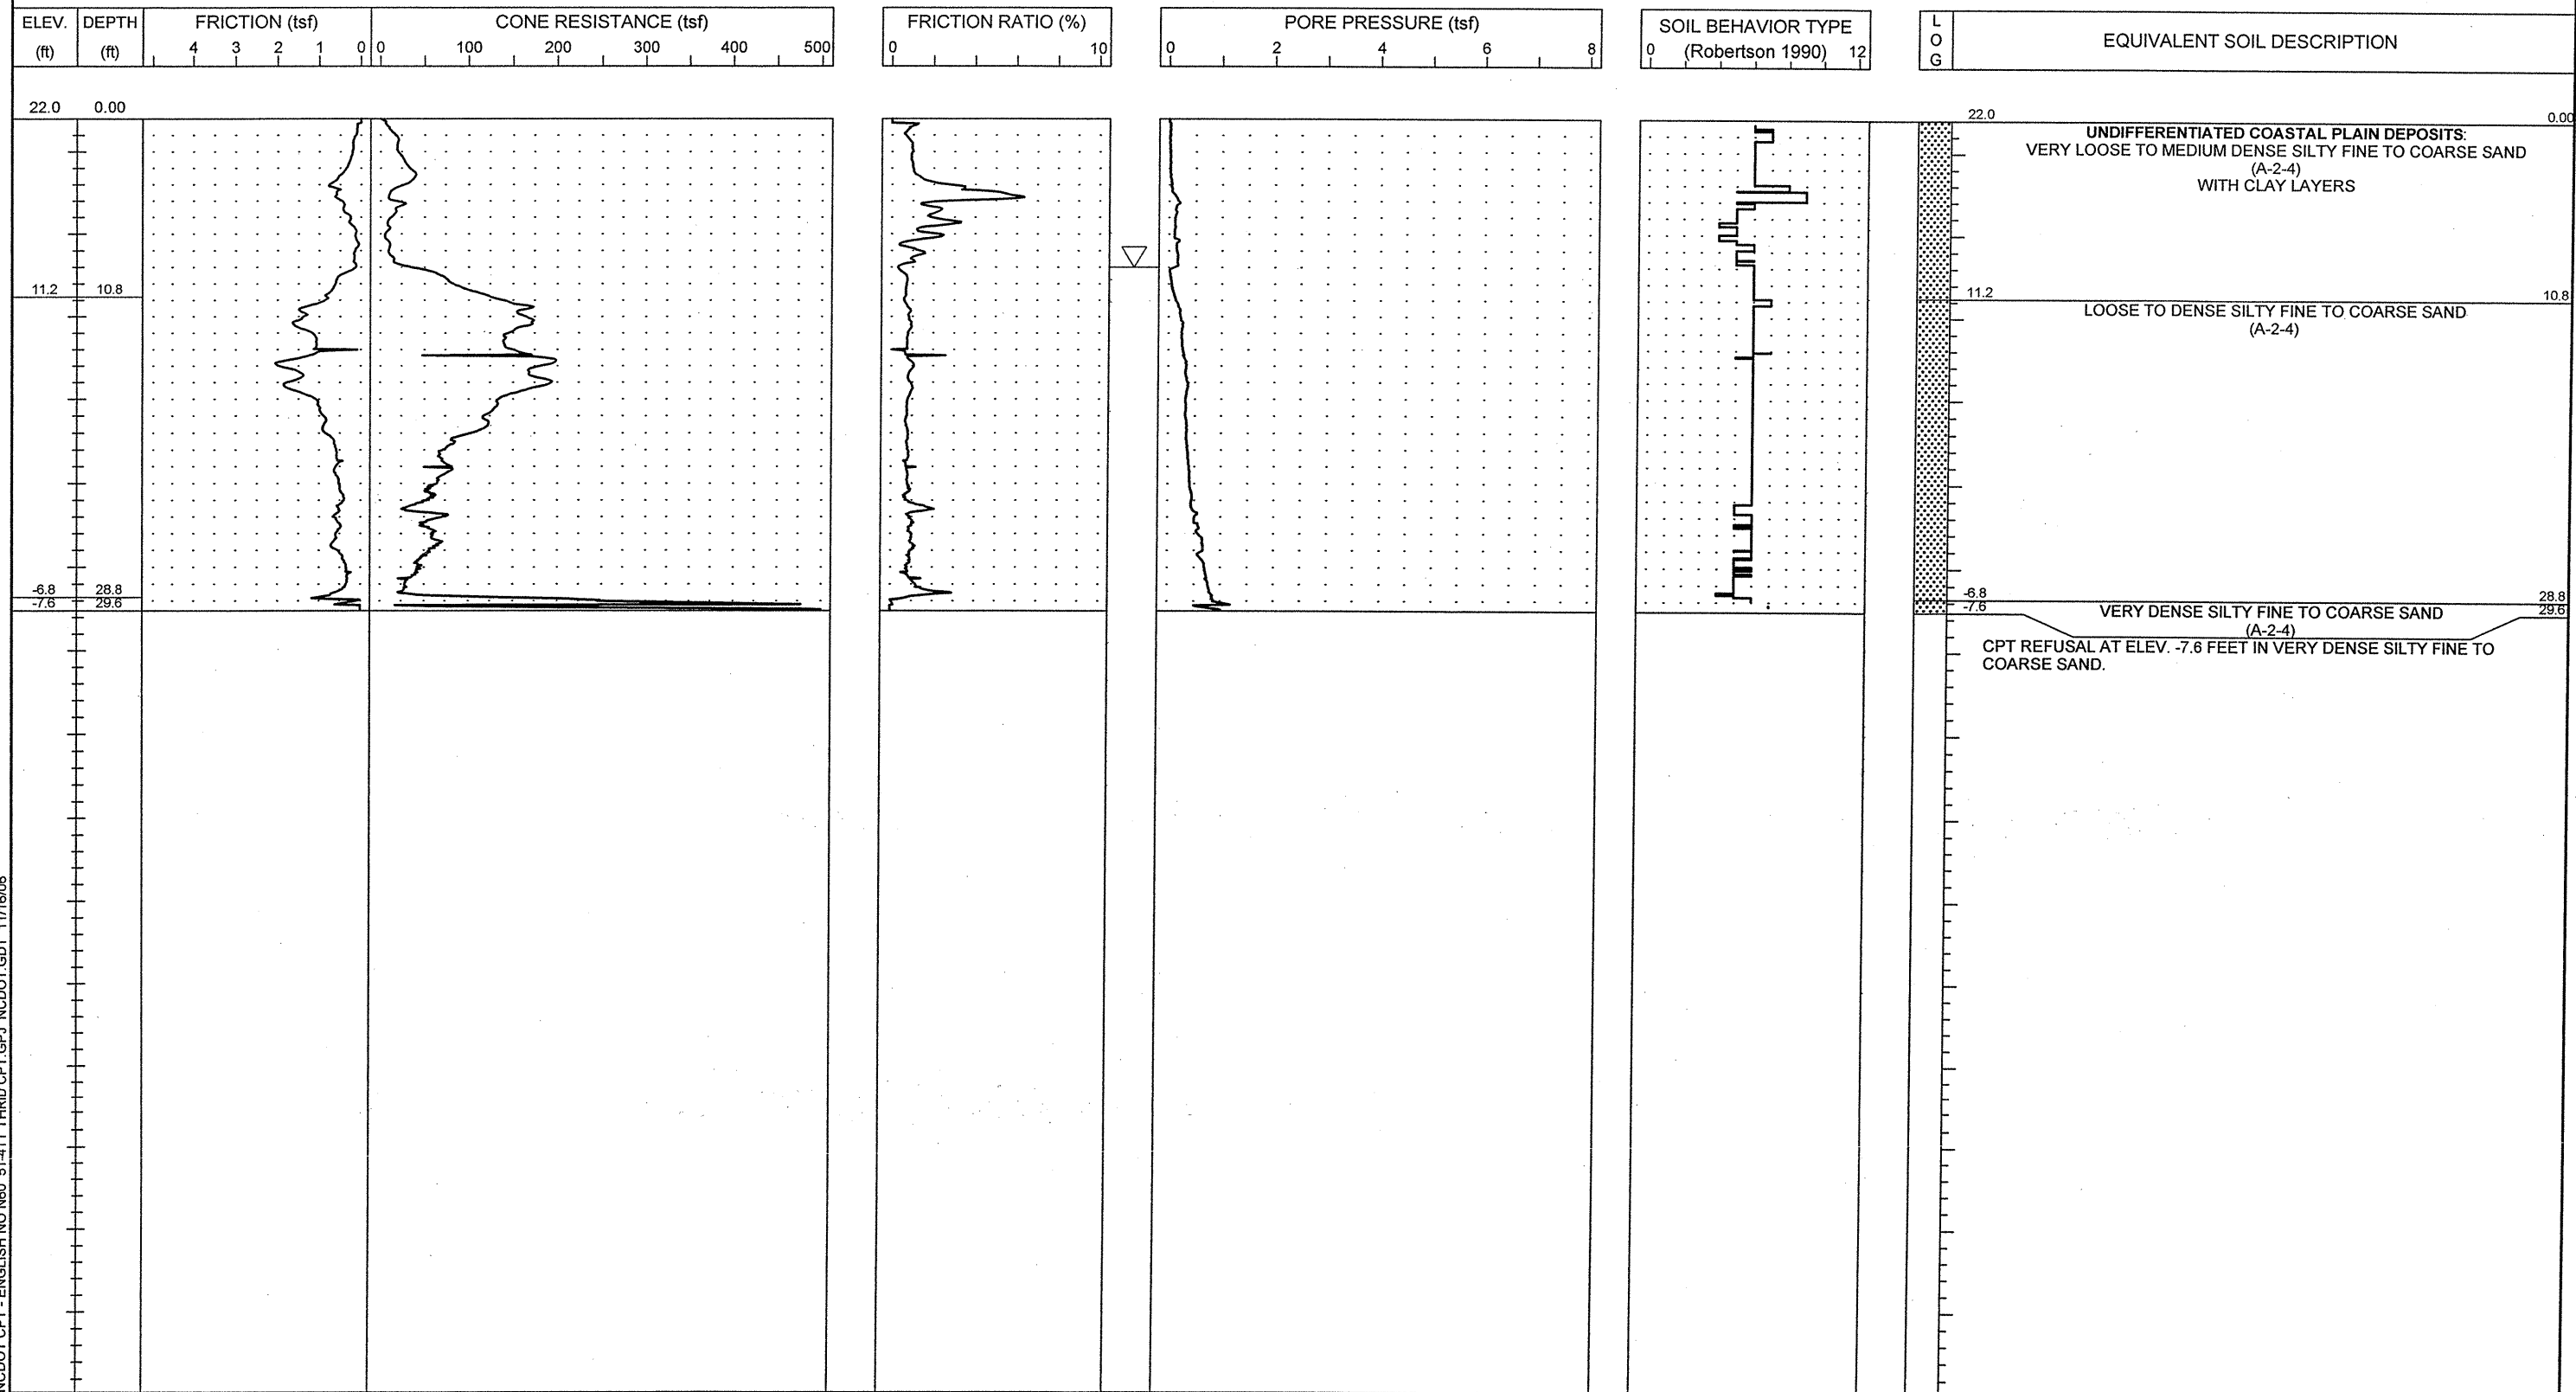 ELEV.
(ft)
DEPTH
(ft)
FRICTION (tsf)
4 3 2 1 0
CONE RESISTANCE (tsf)
0 100 200 300 400 500
FRICTION RATIO (%)
0 10
PORE PRESSURE (tsf)
0 2 4 6 8
SOIL BEHAVIOR TYPE
(Robertson 1990)
0 12
L
O
G
EQUIVALENT SOIL DESCRIPTION
22.0 0.00
22.0 0.00
UNDIFFERENTIATED COASTAL PLAIN DEPOSITS:
VERY LOOSE TO MEDIUM DENSE SILTY FINE TO COARSE SAND
(A-2-4)
WITH CLAY LAYERS
11.2 10.8
11.2 10.8
LOOSE TO DENSE SILTY FINE TO COARSE SAND
(A-2-4)
-6.8 28.8
-7.6 29.6
-6.8 28.8
-7.6 29.6
VERY DENSE SILTY FINE TO COARSE SAND
(A-2-4)
CPT REFUSAL AT ELEV. -7.6 FEET IN VERY DENSE SILTY FINE TO
COARSE SAND.